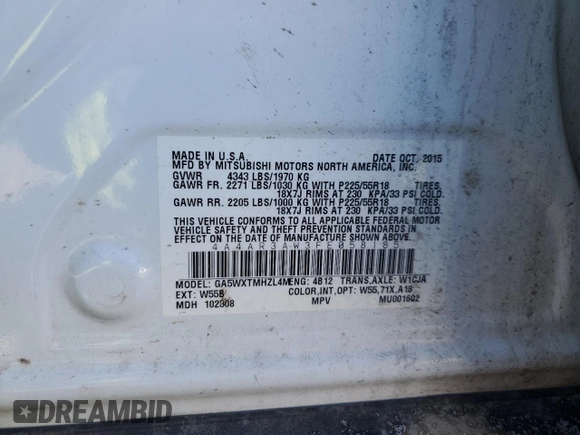 MADE IN U.S.A. DATE OCT, 2015
MFD BY MITSUBISHI MOTORS NORTH AMERICA, INC.
GVWR 4343 LBS/1970 KG
GAWR FR. 2271 LBS/1030 KG WITH P225/55R18 TIRES,
18X7J RIMS AT 230 KPA/33 PSI COLD.
GAWR RR. 2205 LBS/1000 KG WITH P225/55R18 TIRES,
18X7J RIMS AT 230 KPA/33 PSI COLD.
THIS VEHICLE CONFORMS TO ALL APPLICABLE FEDERAL MOTOR
VEHICLE SAFETY AND THEFT PREVENTION STANDARDS IN EFFECT
ON THE DATE OF MANUFACTURE SHOWN ABOVE.
MODEL: GA5WXTMHZL4M ENG: 4B12 TRANS,AXLE: W1CJA
EXT: W55B COLOR,INT,OPT: W55,71X,A18
MDH 102308 MPV MU001602
DREAMBID